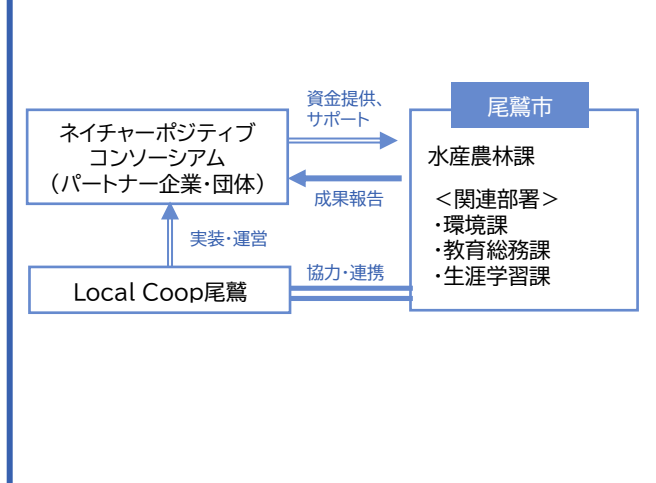 ネイチャーポジティブ
コンソーシアム
（パートナー企業・団体）
資金提供、
サポート
成果報告
実装・運営
Local Coop尾鷲
協力・連携
尾鷲市
水産農林課
＜関連部署＞
・環境課
・教育総務課
・生涯学習課